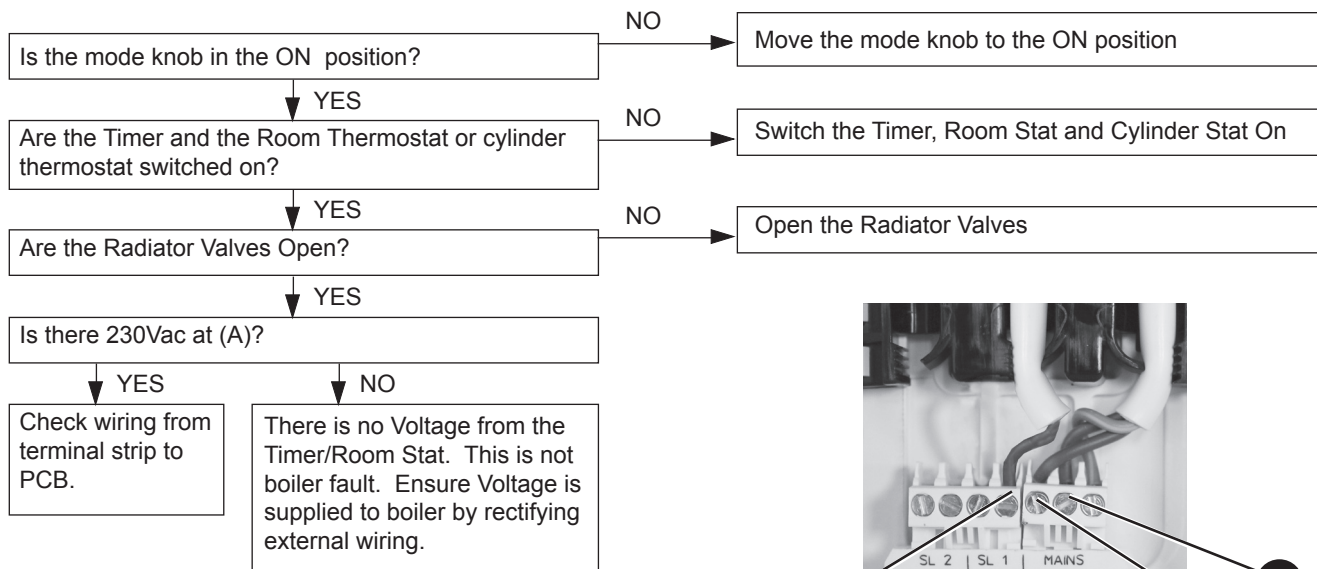 NO
Is the mode knob in the ON position?
Move the mode knob to the ON position
YES
NO
Are the Timer and the Room Thermostat or cylinder
thermostat switched on?
Switch the Timer, Room Stat and Cylinder Stat On
YES
NO
Are the Radiator Valves Open?
Open the Radiator Valves
YES
Is there 230Vac at (A)?
YES
NO
Check wiring from
terminal strip to
PCB.
There is no Voltage from the
Timer/Room Stat. This is not
boiler fault. Ensure Voltage is
supplied to boiler by rectifying
external wiring.
SL 2 | SL 1 | MAINS